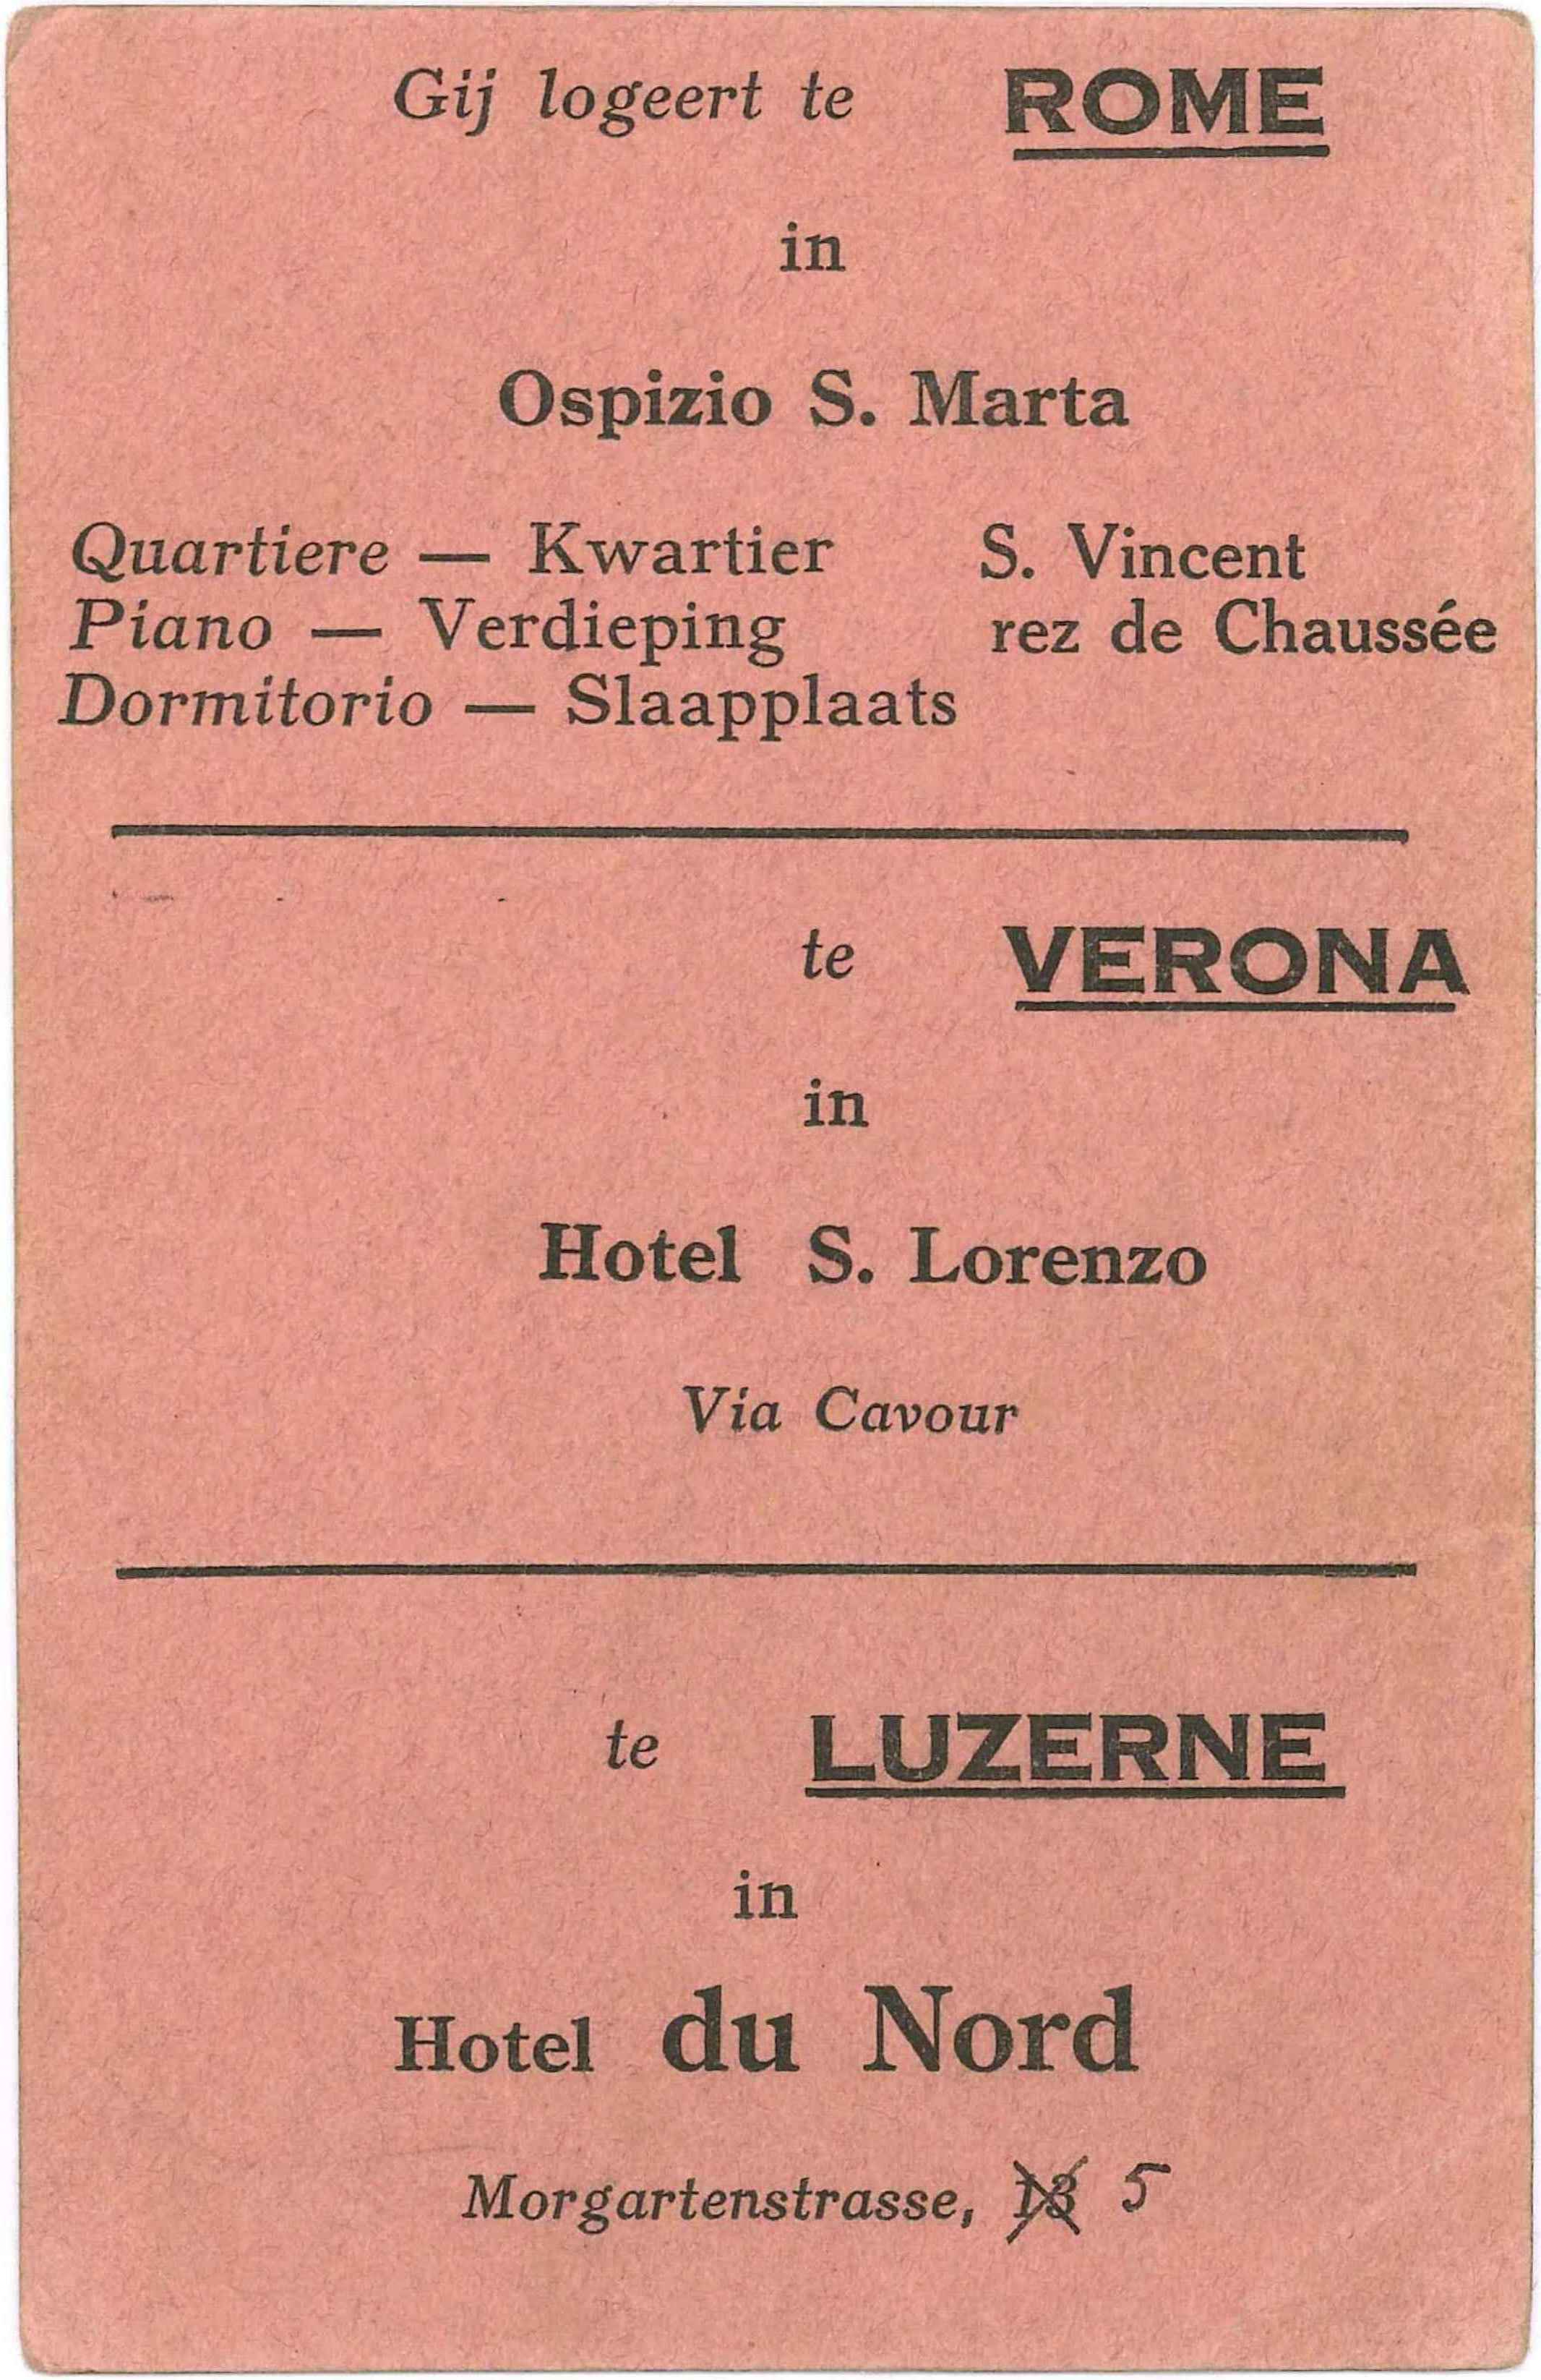 Gij logeert te ROME
in
Ospizio S. Marta
Quartiere — Kwartier S. Vincent
Piano — Verdieping rez de Chaussée
Dormitorio — Slaapplaats
te VERONA
in
Hotel S. Lorenzo
Via Cavour
te LUZERNE
in
Hotel du Nord
Morgartenstrasse, 13 5